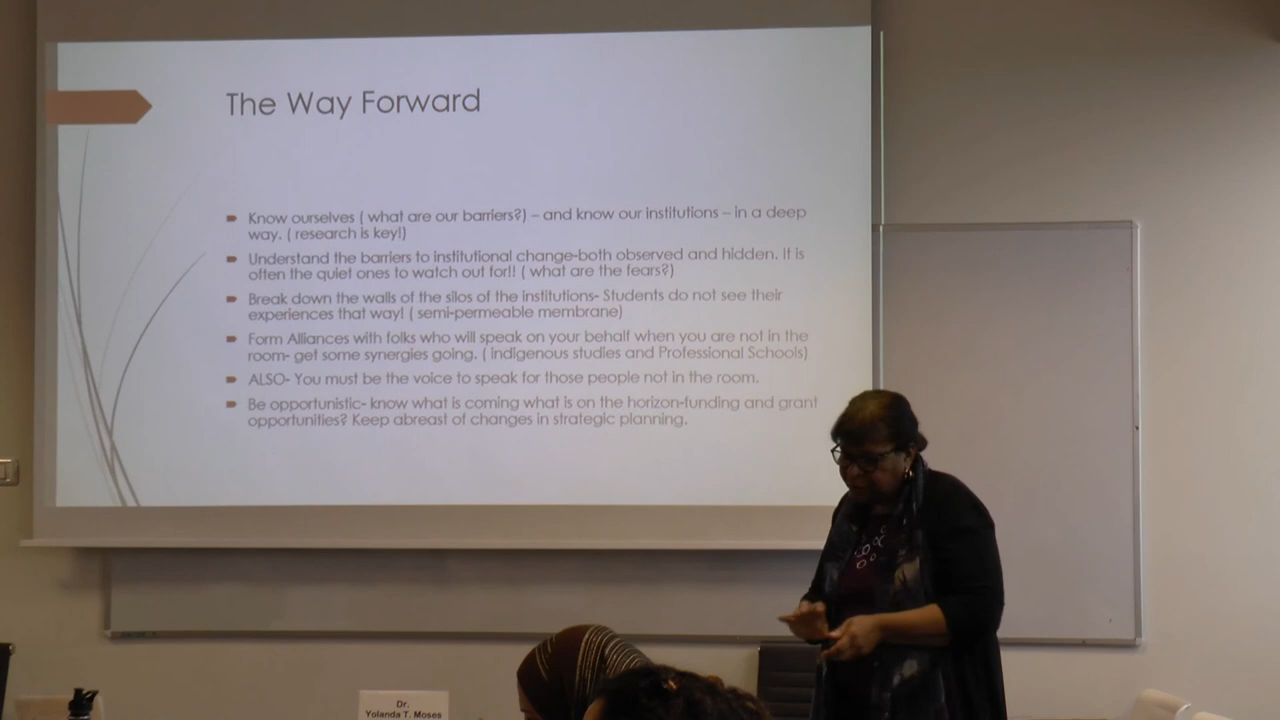 The Way Forward
Know ourselves ( what are our barriers?) – and know our institutions – in a deep
way. ( research is key!)
Understand the barriers to institutional change-both observed and hidden. It is
often the quiet ones to watch out for!! ( what are the fears?)
Break down the walls of the silos of the institutions- Students do not see their
experiences that way! ( semi-permeable membrane)
Form Alliances with folks who will speak on your behalf when you are not in the
room- get some synergies going. ( indigenous studies and Professional Schools)
ALSO- You must be the voice to speak for those people not in the room.
Be opportunistic- know what is coming what is on the horizon-funding and grant
opportunities? Keep abreast of changes in strategic planning.
Dr.
Yolanda T. Moses